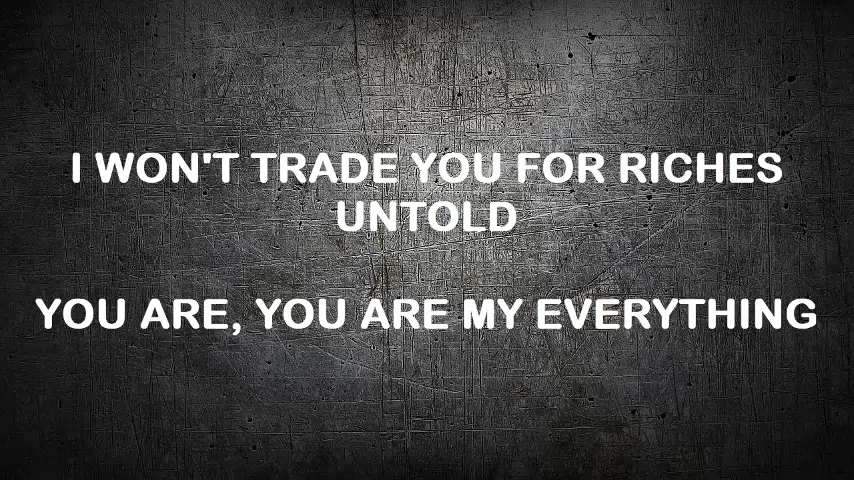 I WON'T TRADE YOU FOR RICHES
UNTOLD
YOU ARE, YOU ARE MY EVERYTHING